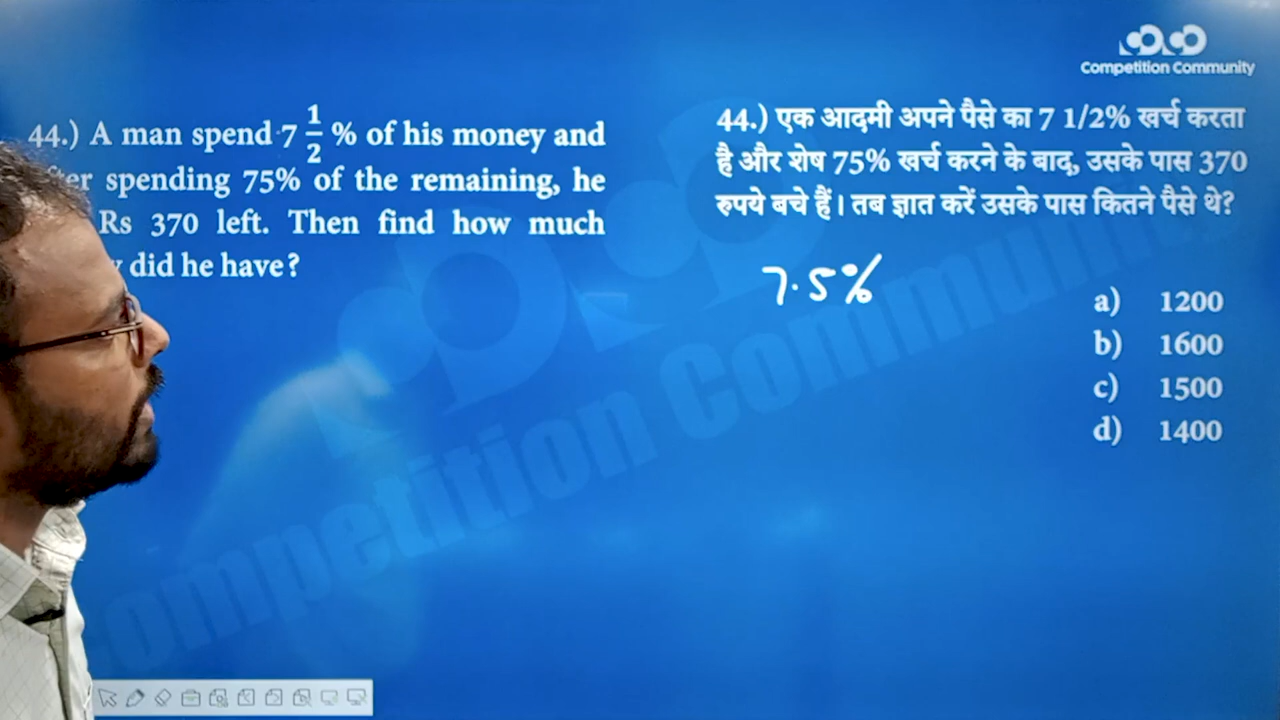 Competition Community
44.) A man spend 7 1/2 % of his money and
spending 75% of the remaining, he
Rs 370 left. Then find how much
did he have?
44.) एक आदमी अपने पैसे का 7 1/2% खर्च करता
है और शेष 75% खर्च करने के बाद, उसके पास 370
रुपये बचे हैं। तब ज्ञात करें उसके पास कितने पैसे थे?
7.5%
a) 1200
b) 1600
c) 1500
d) 1400
Competition Community